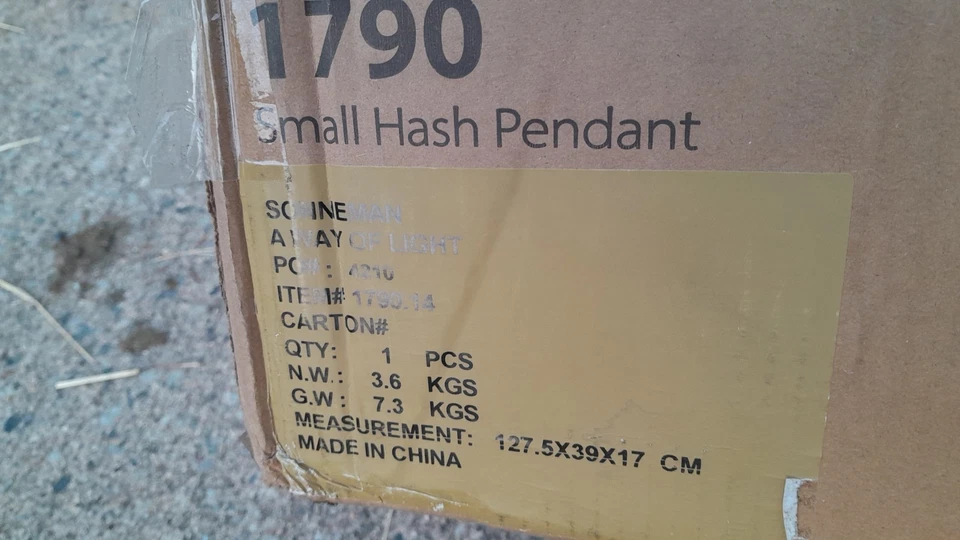 1790
Small Hash Pendant
SONNEMAN
A WAY OF LIGHT
PO# : 4210
ITEM# 1790.14
CARTON#
QTY: 1 PCS
N.W.: 3.6 KGS
G.W : 7.3 KGS
MEASUREMENT: 127.5X39X17 CM
MADE IN CHINA